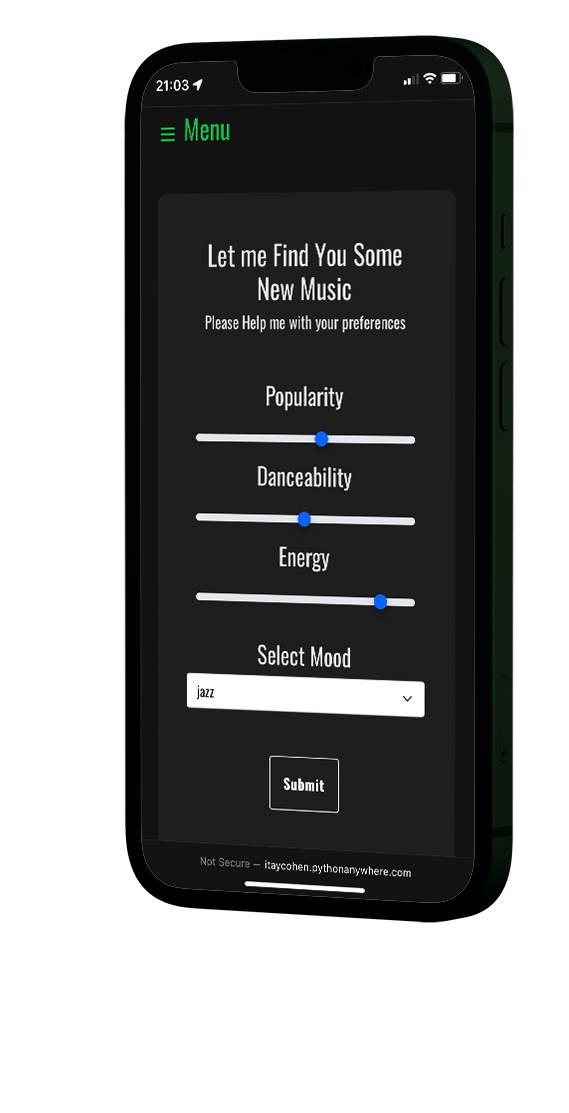 21:03
Menu
Let me Find You Some
New Music
Please Help me with your preferences
Popularity
Danceability
Energy
Select Mood
jazz
Submit
Not Secure — itaycohen.pythonanywhere.com